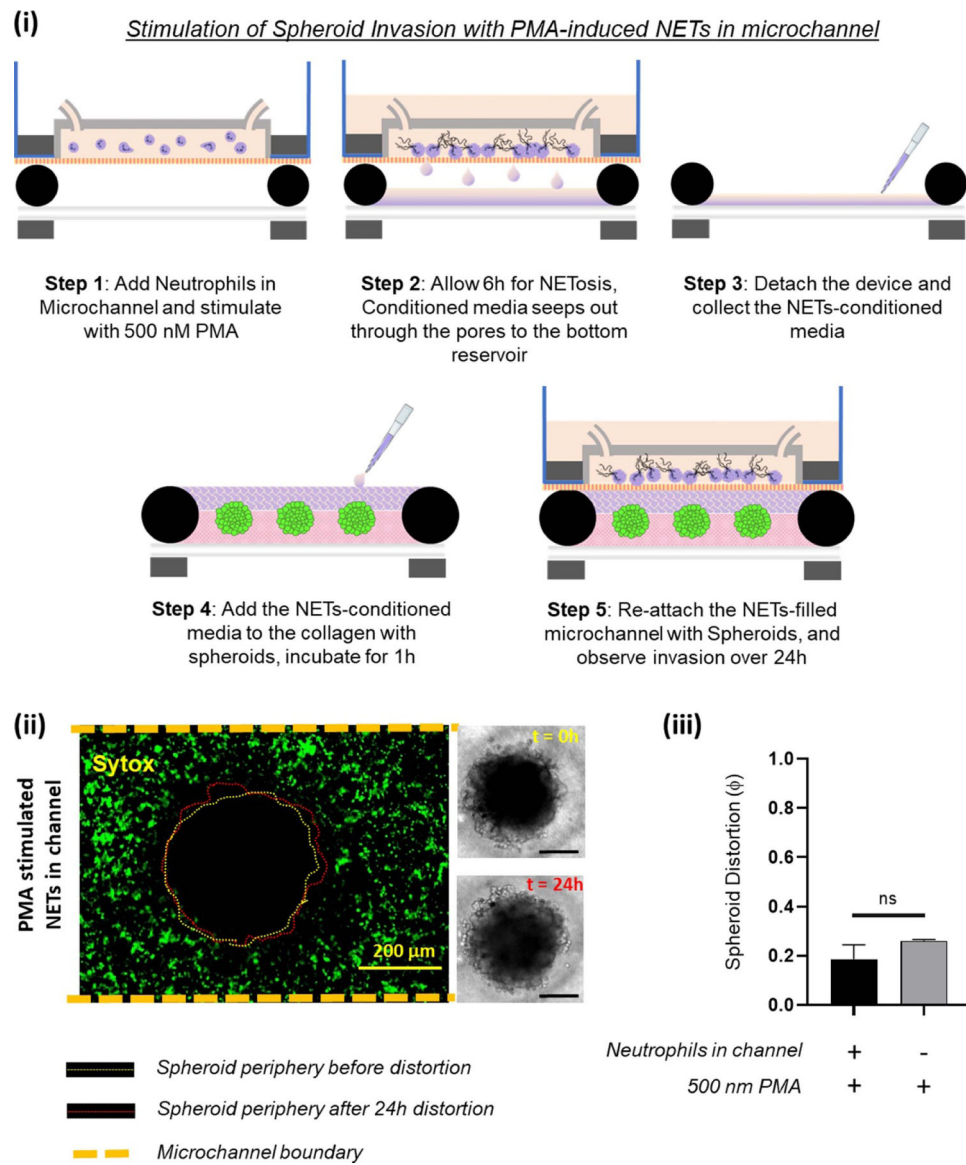 (i)
Stimulation of Spheroid Invasion with PMA-induced NETs in microchannel
Step 1: Add Neutrophils in
Microchannel and stimulate
with 500 nM PMA
Step 2: Allow 6h for NETosis,
Conditioned media seeps out
through the pores to the bottom
reservoir
Step 3: Detach the device and
collect the NETs-conditioned
media
Step 4: Add the NETs-conditioned
media to the collagen with
spheroids, incubate for 1h
Step 5: Re-attach the NETs-filled
microchannel with Spheroids, and
observe invasion over 24h
(ii)
PMA stimulated
NETs in channel
Sytox
200 µm
t = 0h
t = 24h
Spheroid periphery before distortion
Spheroid periphery after 24h distortion
Microchannel boundary
(iii)
Spheroid Distortion (ϕ)
1.0
0.8
0.6
0.4
0.2
0.0
ns
Neutrophils in channel + -
500 nm PMA + +